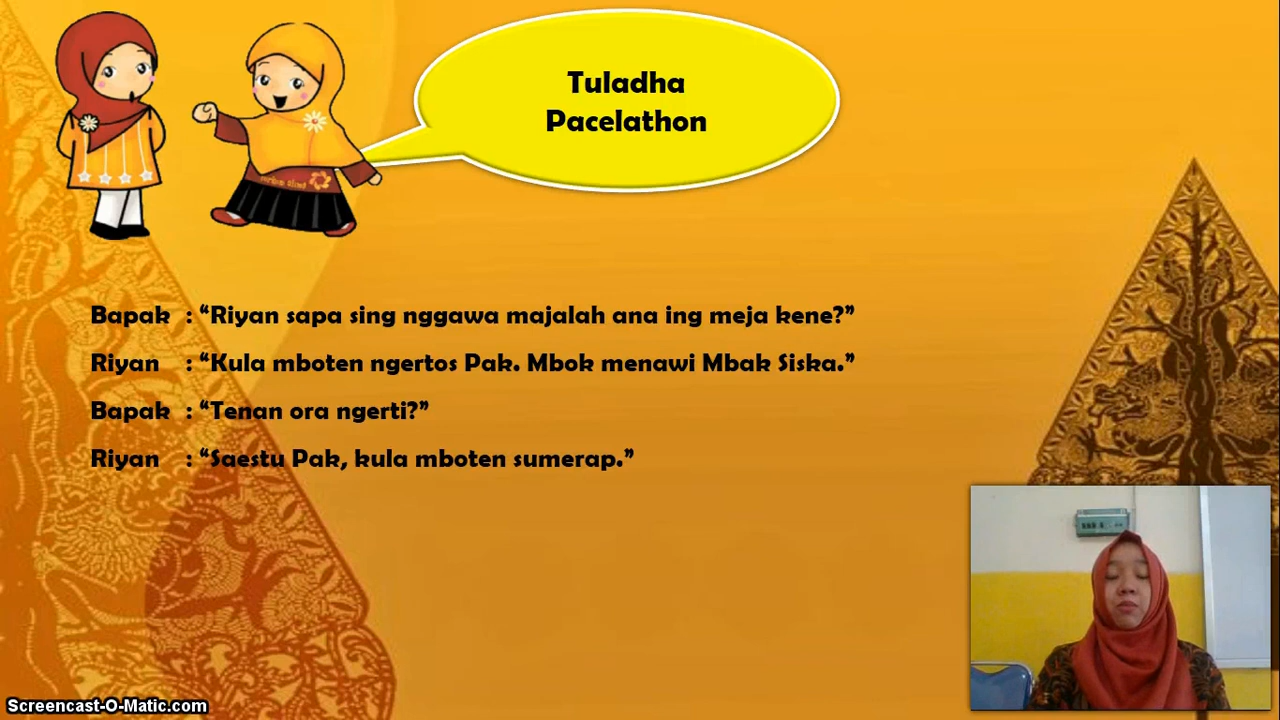 Tuladha
Pacelathon
Bapak : “Riyan sapa sing nggawa majalah ana ing meja kene?”
Riyan : “Kula mboten ngertos Pak. Mbok menawi Mbak Siska.”
Bapak : “Tenan ora ngerti?”
Riyan : “Saestu Pak, kula mboten sumerap.”
Screencast-O-Matic.com